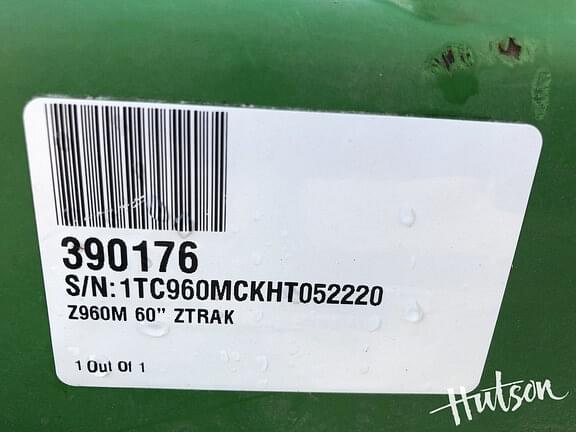 390176
S/N: 1TC960MCKHT052220
Z960M 60" ZTRAK
1 Out Of 1
Hutson